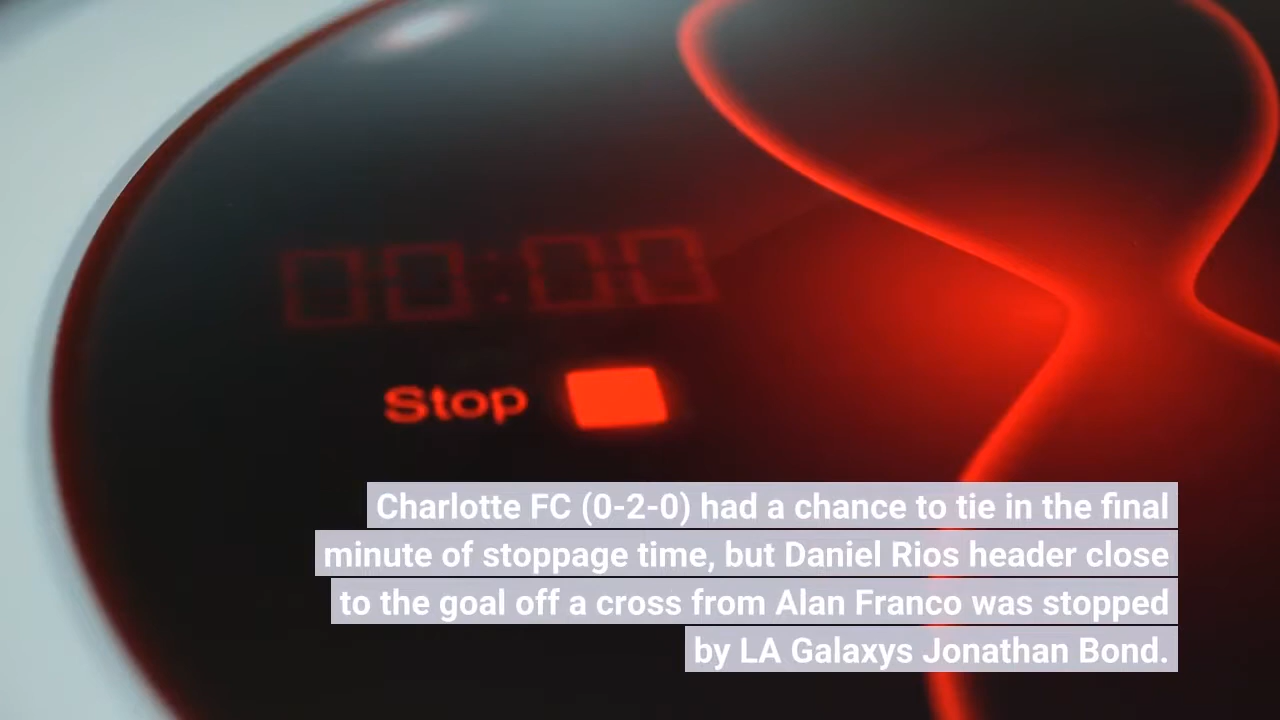 00:00
Stop
Charlotte FC (0-2-0) had a chance to tie in the final
minute of stoppage time, but Daniel Rios header close
to the goal off a cross from Alan Franco was stopped
by LA Galaxys Jonathan Bond.